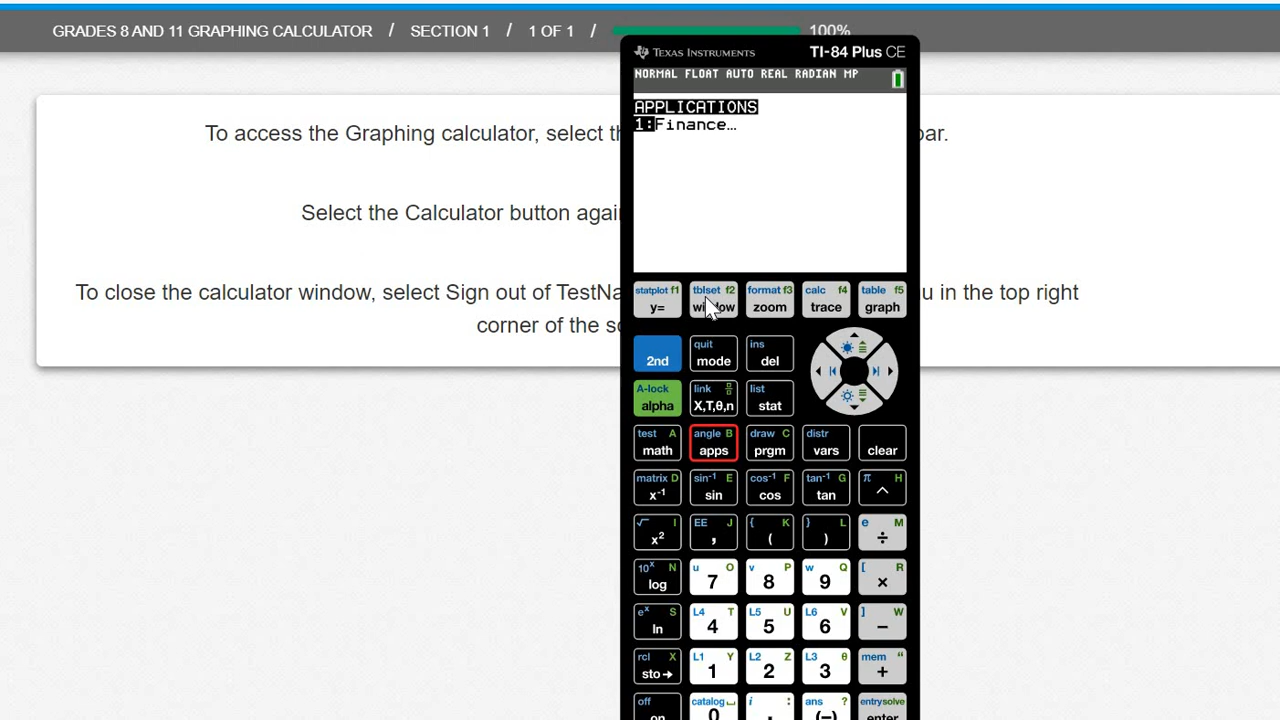 GRADES 8 AND 11 GRAPHING CALCULATOR / SECTION 1 / 1 OF 1 / 100%
To access the Graphing calculator, select th
bar.
Select the Calculator button again
To close the calculator window, select Sign out of TestNa
u in the top right
corner of the sc
TEXAS INSTRUMENTS TI-84 Plus CE
NORMAL FLOAT AUTO REAL RADIAN MP
APPLICATIONS
1:Finance…
statplot f1 tblset f2 format f3 calc f4 table f5
y= window zoom trace graph
quit ins
2nd mode del
A-lock link list
alpha X,T,θ,n stat
test A angle B draw C distr
math apps prgm vars clear
matrix D sin⁻¹ E cos⁻¹ F tan⁻¹ G π H
x⁻¹ sin cos tan ^
√ I EE J { K } L e M
x² , ( ) ÷
10ˣ N u O v P w Q [ R
log 7 8 9 ×
eˣ S L4 T L5 U L6 V ] W
ln 4 5 6 −
rcl X L1 Y L2 Z L3 θ mem “
sto→ 1 2 3 +
off catalog i : ans ? entry solve
on 0 . (−) enter